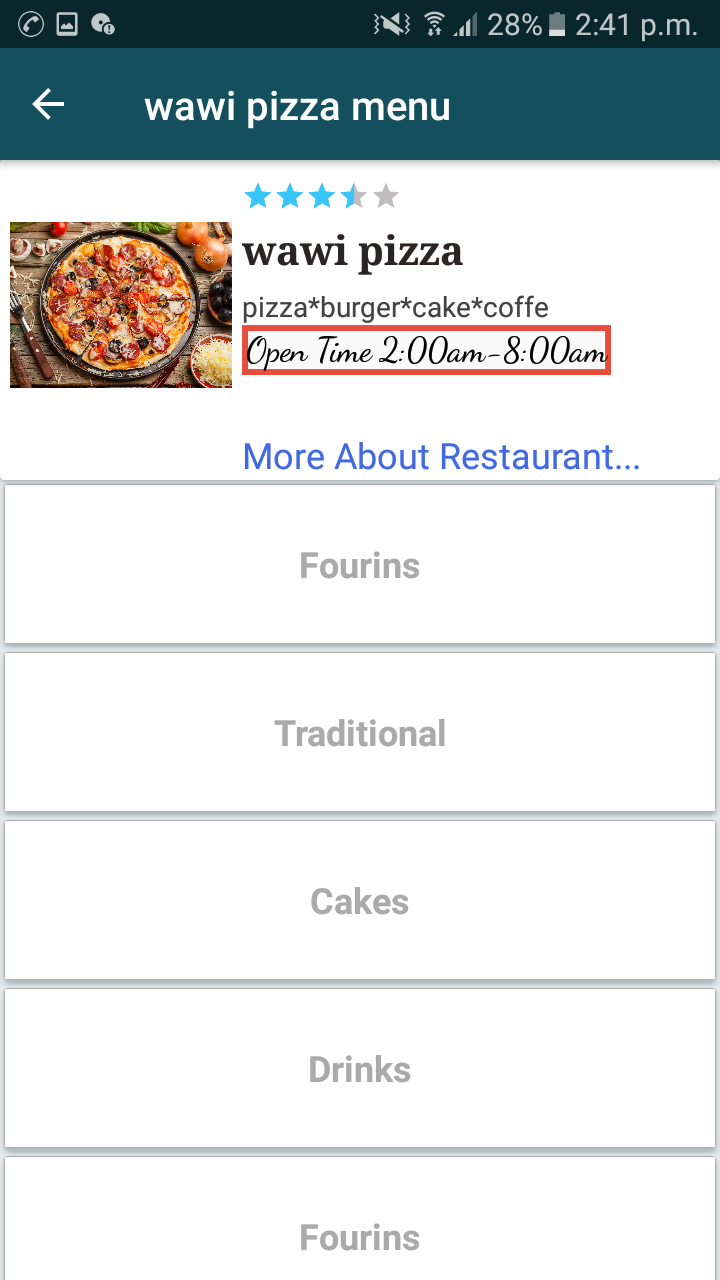 28% 2:41 p.m.
wawi pizza menu
wawi pizza
pizza*burger*cake*coffe
Open Time 2:00am-8:00am
More About Restaurant...
Fourins
Traditional
Cakes
Drinks
Fourins